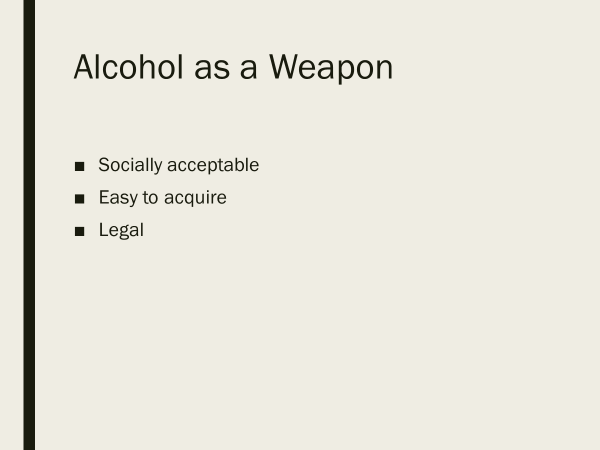 Alcohol as a Weapon
■ Socially acceptable
■ Easy to acquire
■ Legal